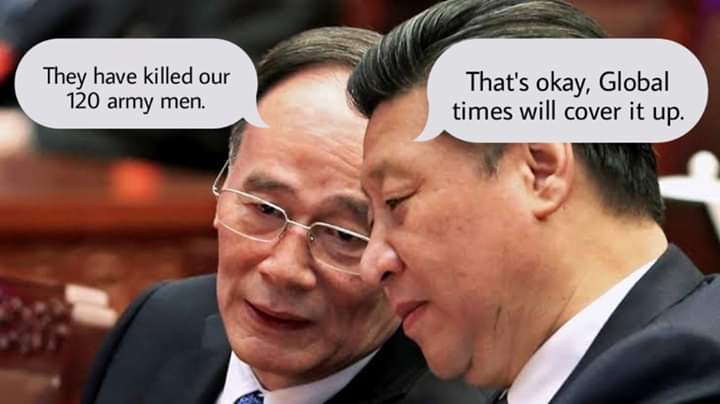 They have killed our
120 army men.
That's okay, Global
times will cover it up.